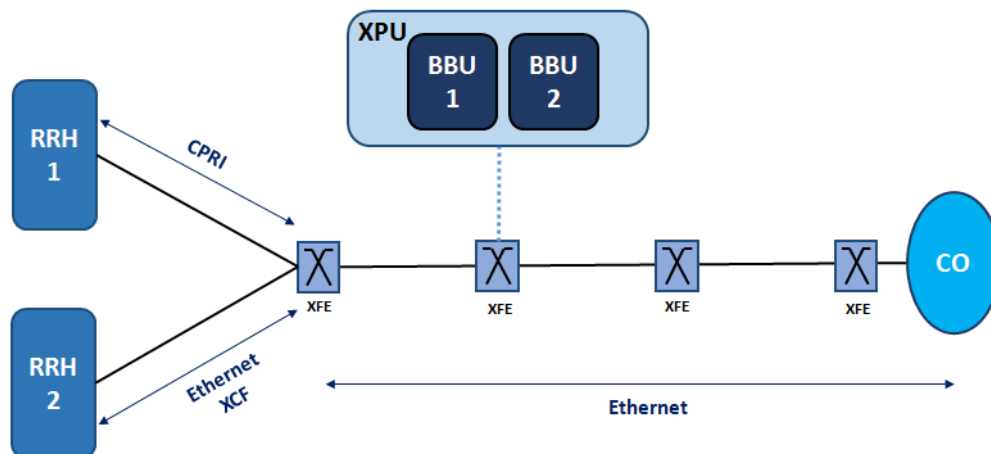 XPU
BBU
1
BBU
2
RRH
1
CPRI
XFE
XFE
XFE
XFE
CO
RRH
2
Ethernet
XCF
Ethernet